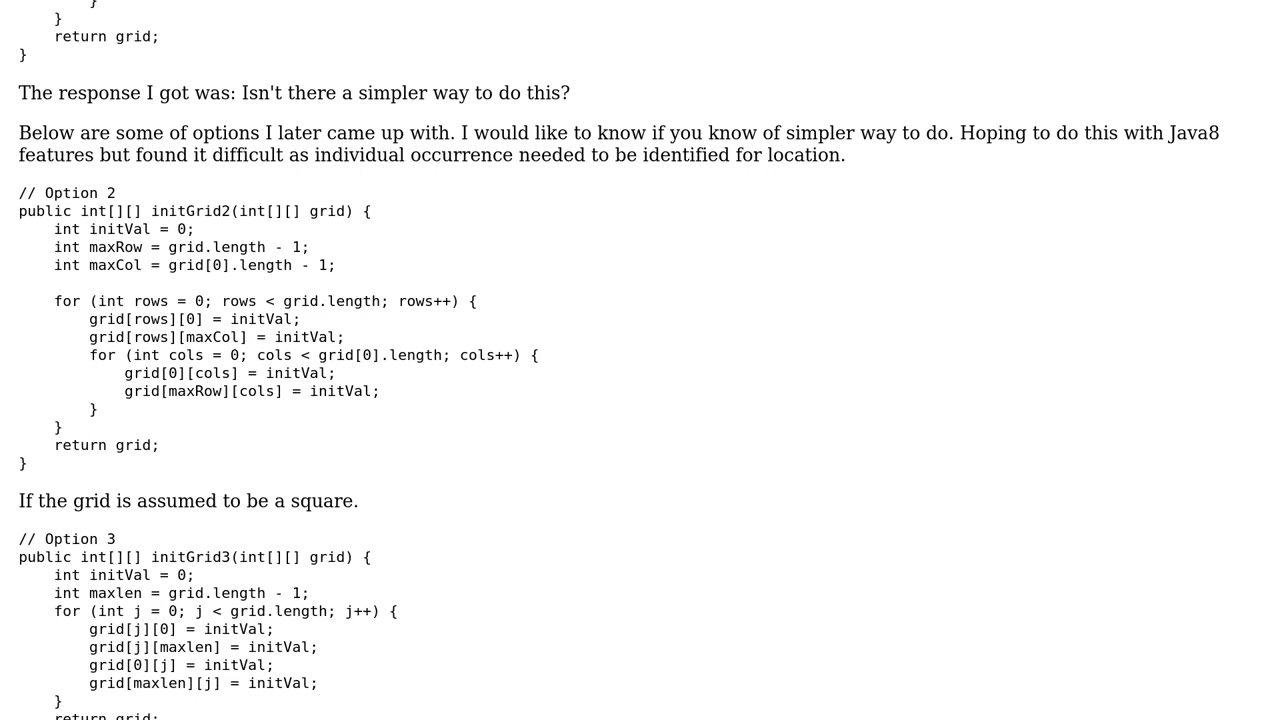 }
    }
    return grid;
}
The response I got was: Isn't there a simpler way to do this?
Below are some of options I later came up with. I would like to know if you know of simpler way to do. Hoping to do this with Java8
features but found it difficult as individual occurrence needed to be identified for location.
// Option 2
public int[][] initGrid2(int[][] grid) {
    int initVal = 0;
    int maxRow = grid.length - 1;
    int maxCol = grid[0].length - 1;

    for (int rows = 0; rows < grid.length; rows++) {
        grid[rows][0] = initVal;
        grid[rows][maxCol] = initVal;
        for (int cols = 0; cols < grid[0].length; cols++) {
            grid[0][cols] = initVal;
            grid[maxRow][cols] = initVal;
        }
    }
    return grid;
}
If the grid is assumed to be a square.
// Option 3
public int[][] initGrid3(int[][] grid) {
    int initVal = 0;
    int maxlen = grid.length - 1;
    for (int j = 0; j < grid.length; j++) {
        grid[j][0] = initVal;
        grid[j][maxlen] = initVal;
        grid[0][j] = initVal;
        grid[maxlen][j] = initVal;
    }
    return grid;